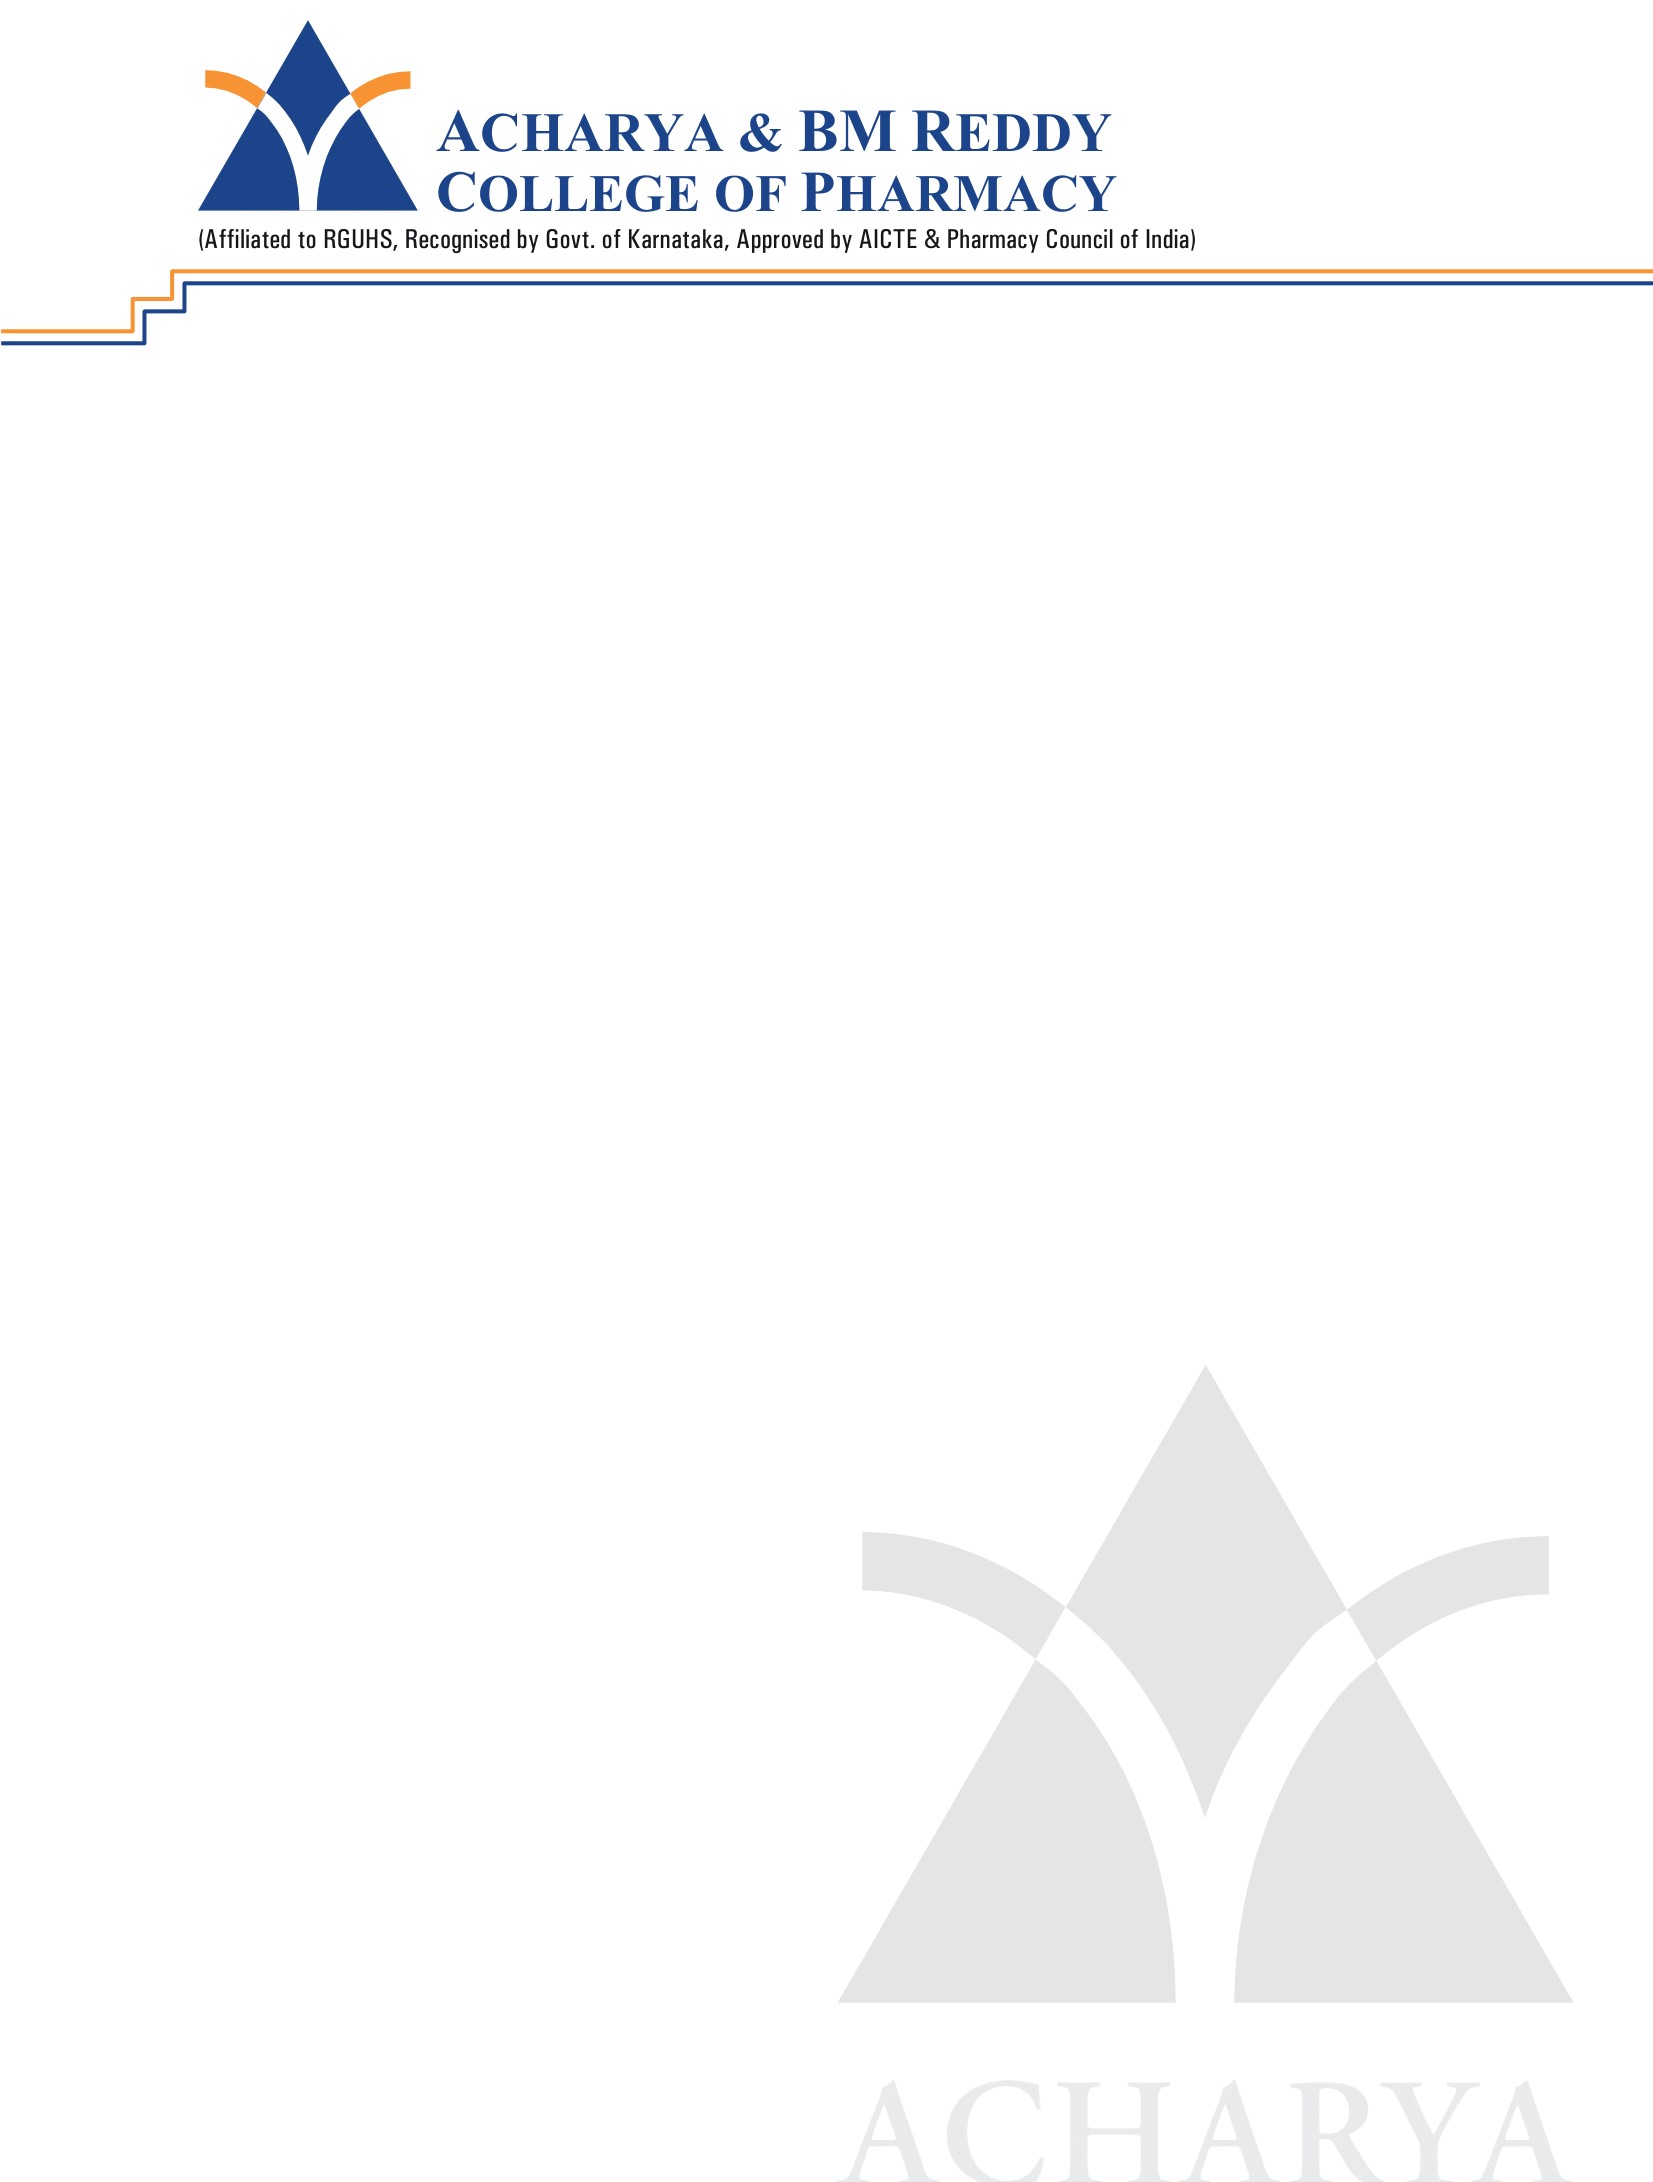 ACHARYA & BM REDDY
COLLEGE OF PHARMACY
(Affiliated to RGUHS, Recognised by Govt. of Karnataka, Approved by AICTE & Pharmacy Council of India)
ACHARYA